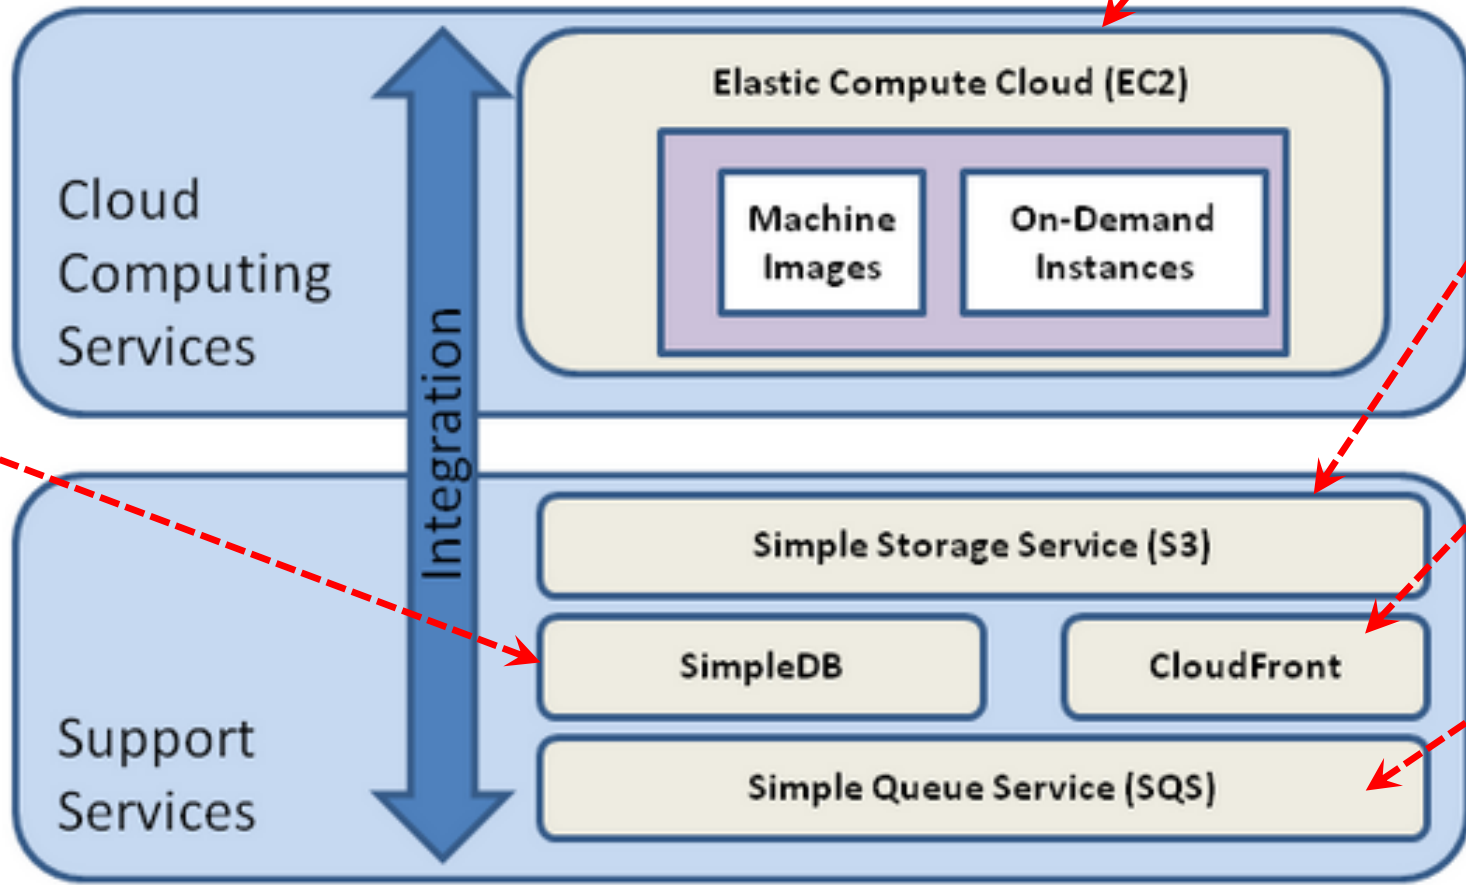 Elastic Compute Cloud (EC2)
Machine
Images
On-Demand
Instances
Cloud
Computing
Services
Integration
Simple Storage Service (S3)
SimpleDB
CloudFront
Simple Queue Service (SQS)
Support
Services